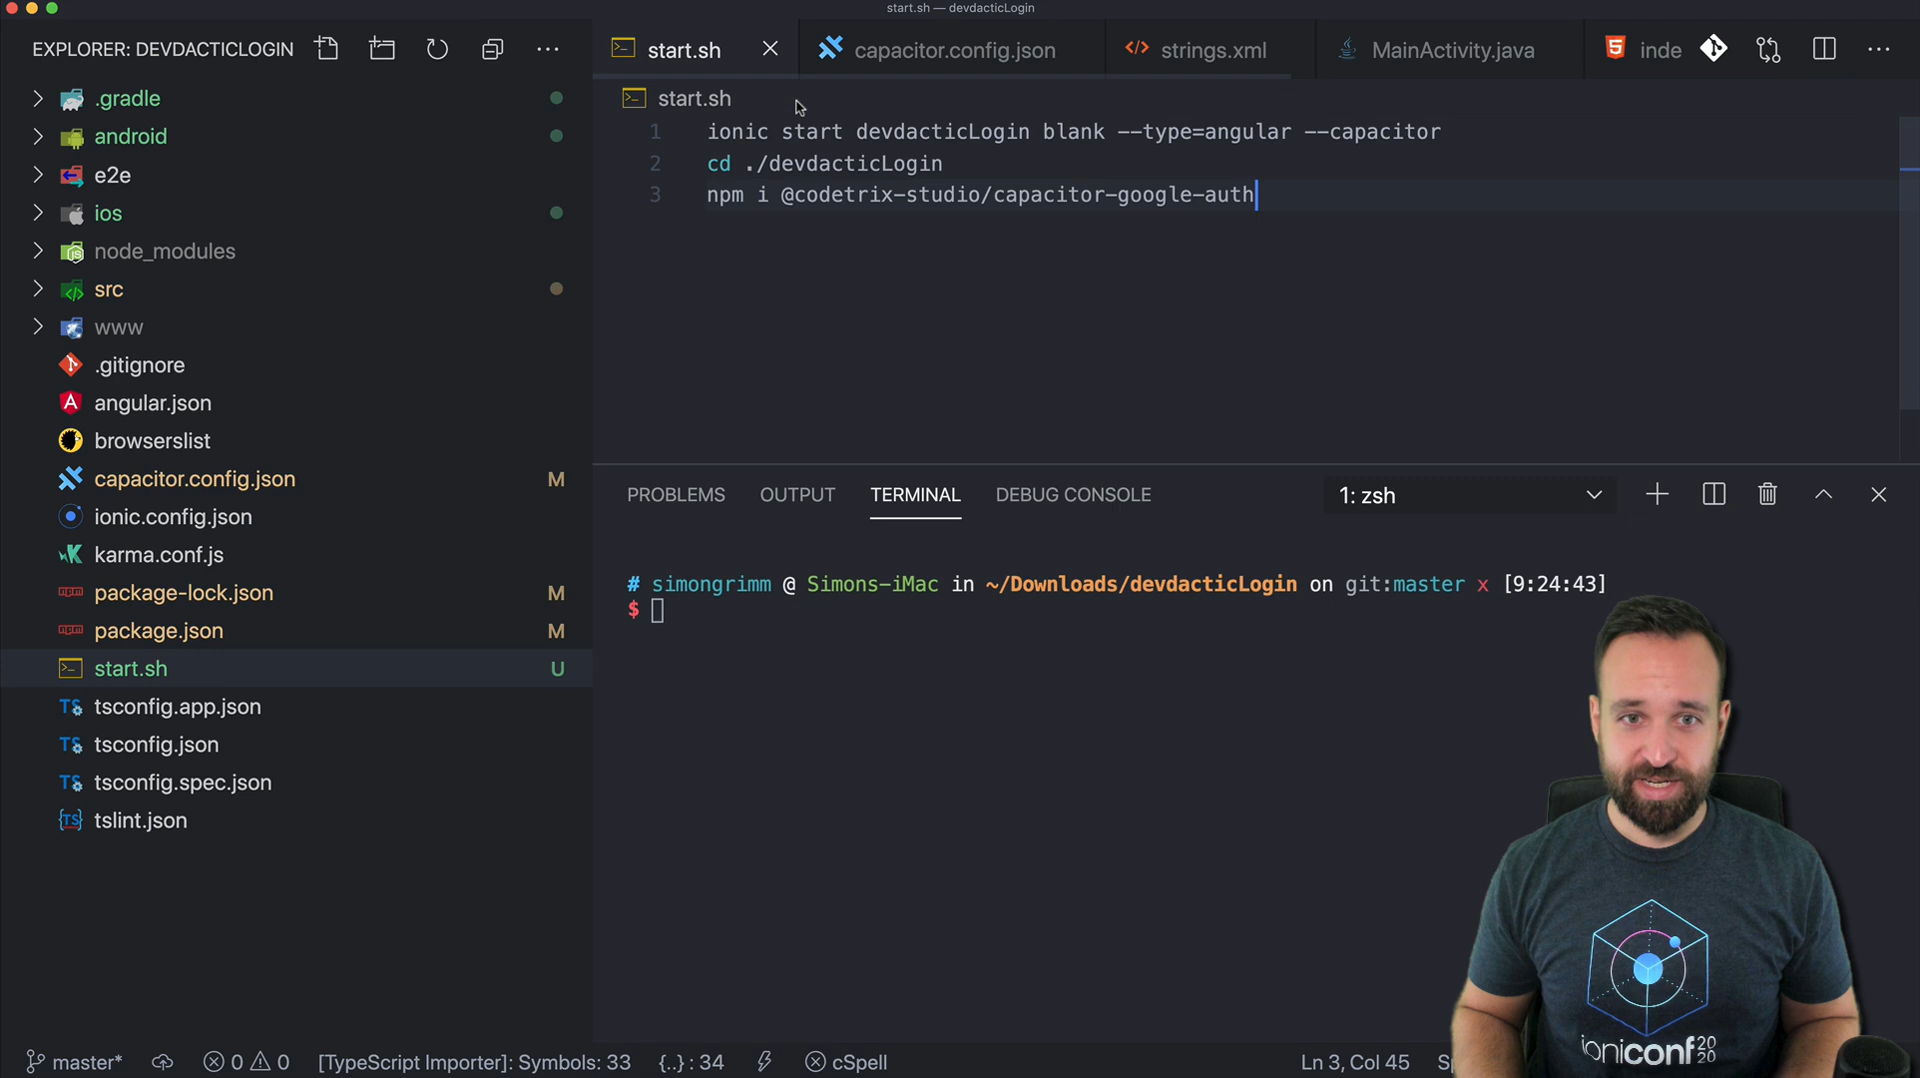 start.sh — devdacticLogin
EXPLORER: DEVDACTICLOGIN
.gradle
android
e2e
ios
node_modules
src
www
.gitignore
angular.json
browserslist
capacitor.config.json M
ionic.config.json
karma.conf.js
package-lock.json M
package.json M
start.sh U
tsconfig.app.json
tsconfig.json
tsconfig.spec.json
tslint.json
start.sh capacitor.config.json strings.xml MainActivity.java inde
start.sh
1 ionic start devdacticLogin blank --type=angular --capacitor
2 cd ./devdacticLogin
3 npm i @codetrix-studio/capacitor-google-auth
PROBLEMS OUTPUT TERMINAL DEBUG CONSOLE 1: zsh
# simongrimm @ Simons-iMac in ~/Downloads/devdacticLogin on git:master x [9:24:43]
$
ionicconf 2020
master* 0 0 [TypeScript Importer]: Symbols: 33 {..} : 34 cSpell Ln 3, Col 45